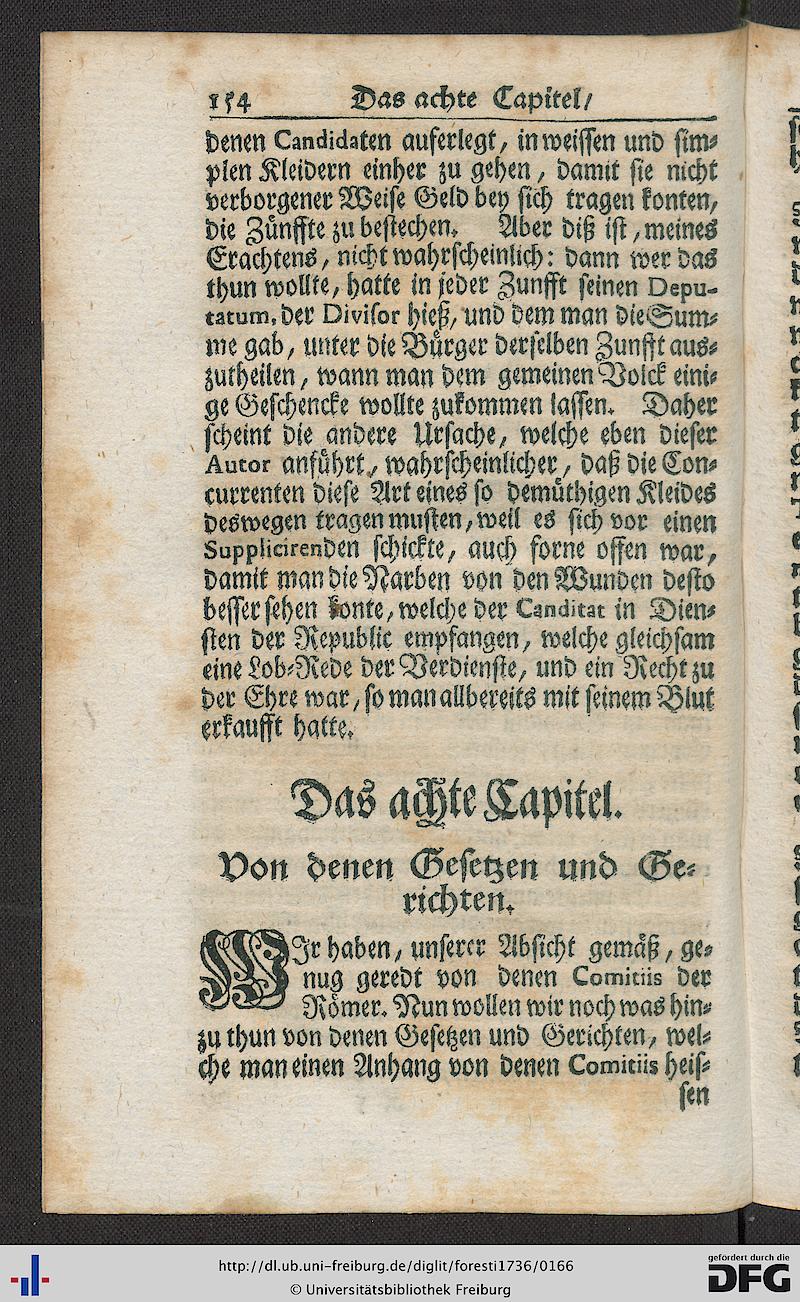 154 Das achte Capitel/
denen Candidaten auferlegt, in weissen und sim⸗
plen Kleidern einher zu gehen, damit sie nicht
verborgener Weise Geld bey sich tragen konten,
die Zünffte zu bestechen. Aber diß ist, meines
Erachtens, nicht wahrscheinlich: dann wer das
thun wollte, hatte in jeder Zunfft seinen Depu-
tatum, der Divisor hieß, und dem man die Sum⸗
me gab, unter die Bürger derselben Zunfft aus⸗
zutheilen, wann man dem gemeinen Volck eini⸗
ge Geschencke wollte zukommen lassen. Daher
scheint die andere Ursache, welche eben dieser
Autor anführt, wahrscheinlicher, daß die Con⸗
currenten diese Art eines so demüthigen Kleides
deswegen tragen musten, weil es sich vor einen
Supplicirenden schickte, auch forne offen war,
damit man die Narben von den Wunden desto
besser sehen konte, welche der Canditat in Dien⸗
sten der Republic empfangen, welche gleichsam
eine Lob⸗Rede der Verdienste, und ein Recht zu
der Ehre war, so man allbereits mit seinem Blut
erkaufft hatte.
Das achte Capitel.
Von denen Gesetzen und Ge⸗
richten.
WIr haben, unserer Absicht gemäß, ge⸗
nug geredt von denen Comitiis der
Römer. Nun wollen wir noch was hin⸗
zu thun von denen Gesetzen und Gerichten, wel⸗
che man einen Anhang von denen Comitiis heis⸗
sen
http://dl.ub.uni-freiburg.de/diglit/foresti1736/0166
© Universitätsbibliothek Freiburg
gefördert durch die
DFG